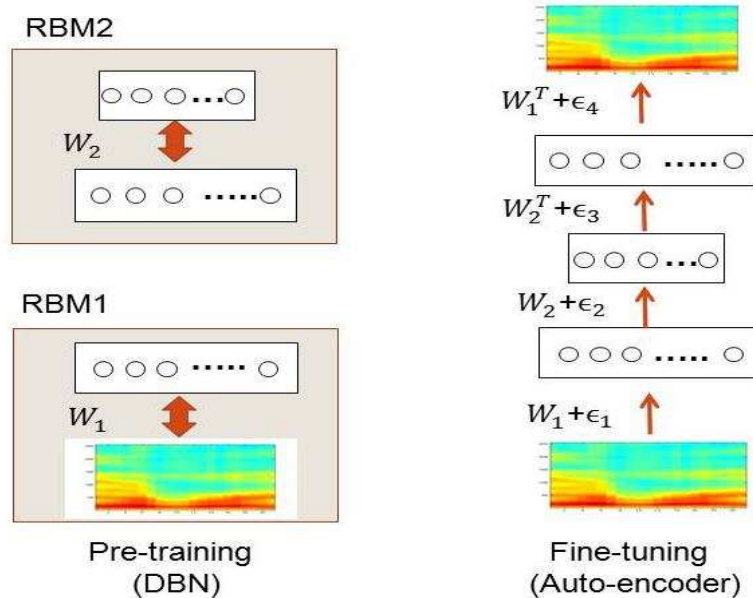 RBM2
W₂
RBM1
W₁
Pre-training
(DBN)
W₁ᵀ+ϵ₄
W₂ᵀ+ϵ₃
W₂+ϵ₂
W₁+ϵ₁
Fine-tuning
(Auto-encoder)